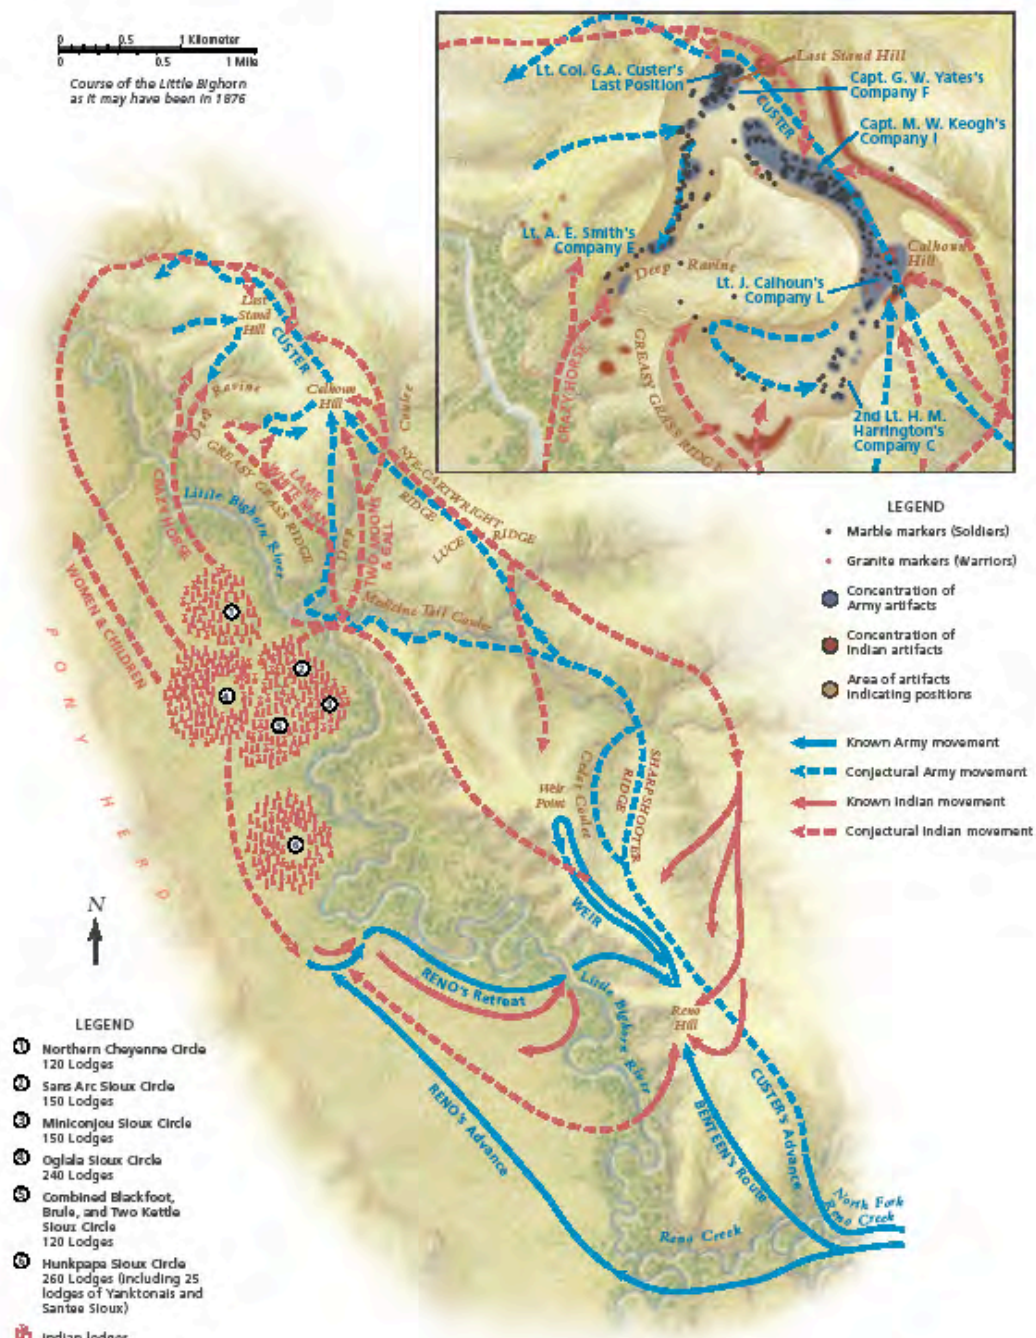 0 0.5 1 Kilometer
0 0.5 1 Mile
Course of the Little Bighorn
as it may have been in 1876
Last Stand Hill
Lt. Col. G.A. Custer's
Last Position
Capt. G. W. Yates's
Company F
CUSTER
Capt. M. W. Keogh's
Company I
Lt. A. E. Smith's
Company E
Deep Ravine
Calhoun
Hill
Lt. J. Calhoun's
Company L
CRAZY HORSE
GREASY GRASS RIDGE
2nd Lt. H. M.
Harrington's
Company C
Last
Stand
Hill
CUSTER
Deep Ravine
Calhoun
Hill
GREASY GRASS RIDGE
LAME
WHITE MAN
Deep
Coulee
TWO MOONS
& GALL
NYE-CARTWRIGHT
RIDGE
LUCE RIDGE
CRAZY HORSE
Little Bighorn River
Medicine Tail Coulee
WOMEN & CHILDREN
PONY HERD
1
2
3
4
5
6
Weir
Point
Cedar Coulee
SHARPSHOOTER
RIDGE
WEIR
RENO's Retreat
Little Bighorn River
Reno
Hill
RENO's Advance
BENTEEN's Route
CUSTER's Advance
North Fork
Reno Creek
Reno Creek
N
LEGEND
Marble markers (Soldiers)
Granite markers (Warriors)
Concentration of
Army artifacts
Concentration of
Indian artifacts
Area of artifacts
indicating positions
Known Army movement
Conjectural Army movement
Known Indian movement
Conjectural Indian movement
LEGEND
1 Northern Cheyenne Circle
120 Lodges
2 Sans Arc Sioux Circle
150 Lodges
3 Miniconjou Sioux Circle
150 Lodges
4 Oglala Sioux Circle
240 Lodges
5 Combined Blackfoot,
Brule, and Two Kettle
Sioux Circle
120 Lodges
6 Hunkpapa Sioux Circle
260 Lodges (including 25
lodges of Yanktonais and
Santee Sioux)
Indian lodges